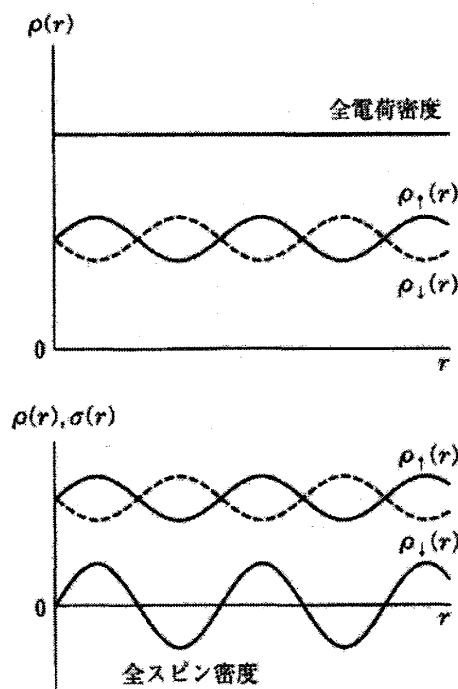 ρ(r)
全電荷密度
ρ↑(r)
ρ↓(r)
0
r
ρ(r), σ(r)
ρ↑(r)
ρ↓(r)
0
r
全スピン密度